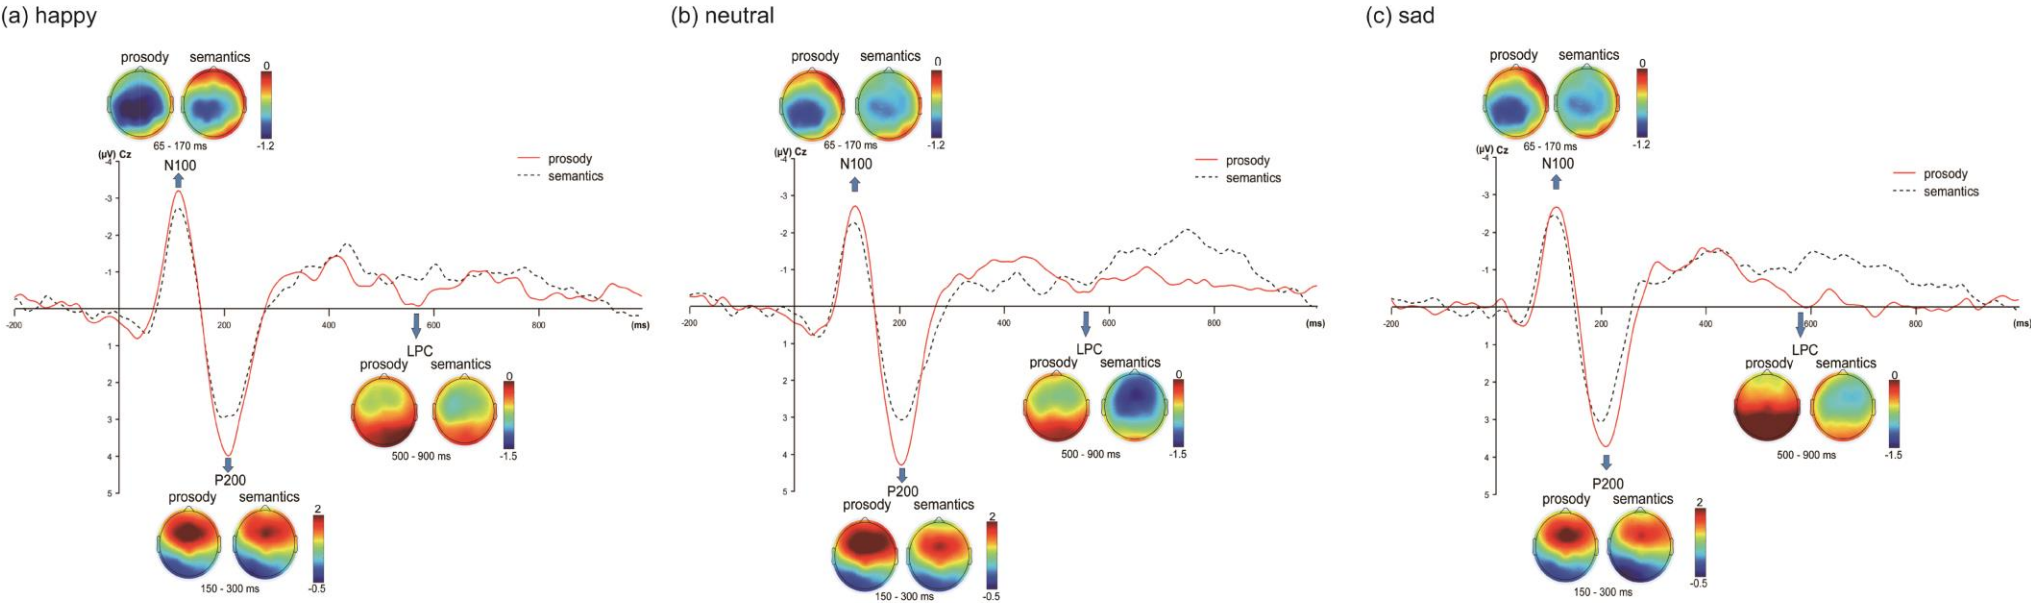 (a) happy
prosody semantics
0
-1.2
65 - 170 ms
(µV) Cz
N100
prosody
semantics
-4
-3
-2
-1
-200 200 400 600 800 (ms)
1
2
3
4
5
LPC
prosody semantics
0
-1.5
500 - 900 ms
P200
prosody semantics
2
-0.5
150 - 300 ms
(b) neutral
prosody semantics
0
-1.2
65 - 170 ms
(µV) Cz
N100
prosody
semantics
-4
-3
-2
-1
-200 200 400 600 800 (ms)
1
2
3
4
5
LPC
prosody semantics
0
-1.5
500 - 900 ms
P200
prosody semantics
2
-0.5
150 - 300 ms
(c) sad
prosody semantics
0
-1.2
65 - 170 ms
(µV) Cz
N100
prosody
semantics
-4
-3
-2
-1
-200 200 400 600 800 (ms)
1
2
3
4
5
LPC
prosody semantics
0
-1.5
500 - 900 ms
P200
prosody semantics
2
-0.5
150 - 300 ms